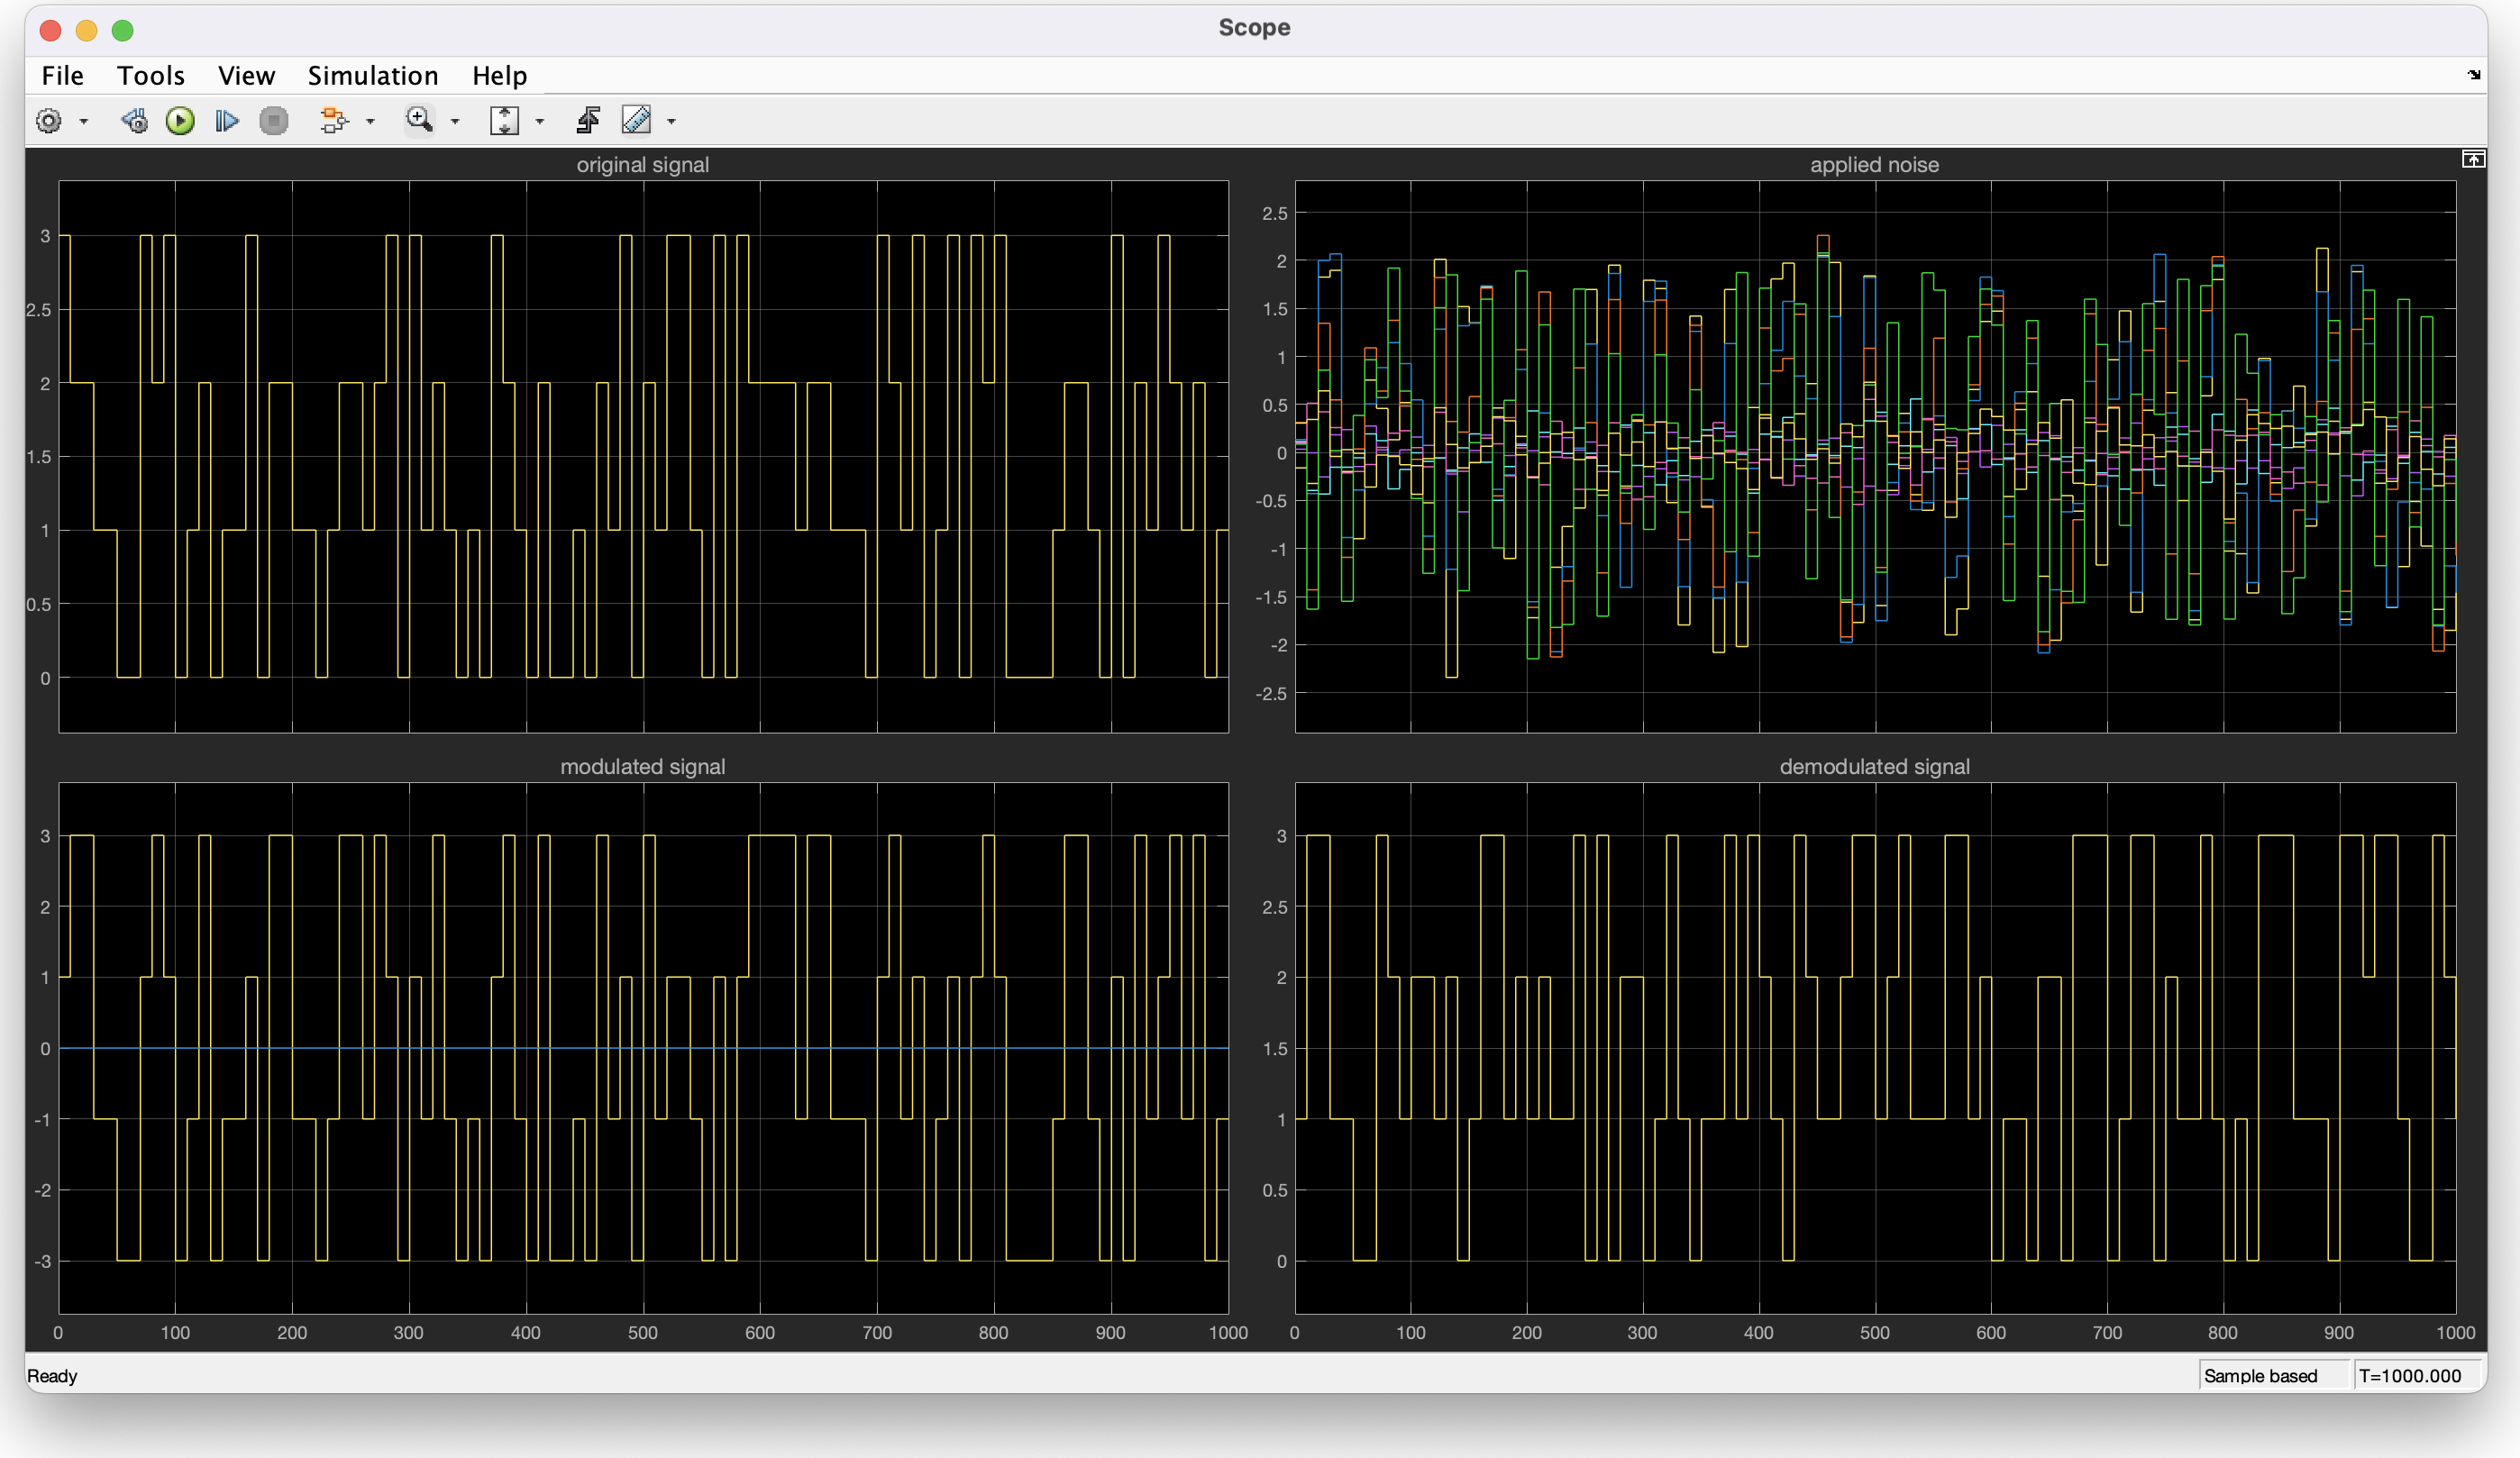 Scope
File Tools View Simulation Help
original signal
3
2.5
2
1.5
1
0.5
0
applied noise
2.5
2
1.5
1
0.5
0
-0.5
-1
-1.5
-2
-2.5
modulated signal
3
2
1
0
-1
-2
-3
0 100 200 300 400 500 600 700 800 900 1000
demodulated signal
3
2.5
2
1.5
1
0.5
0
0 100 200 300 400 500 600 700 800 900 1000
Ready
Sample based
T=1000.000